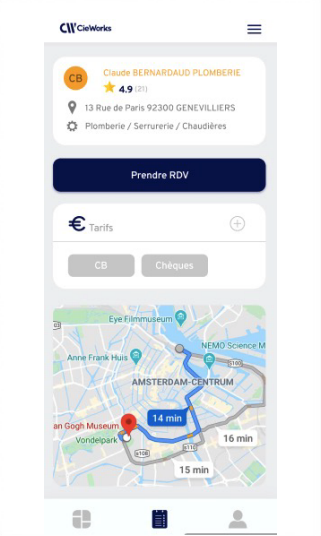 CW CieWorks
CB
Claude BERNARDAUD PLOMBERIE
4.9 (21)
13 Rue de Paris 92300 GENEVILLIERS
Plomberie / Serrurerie / Chaudières
Prendre RDV
€ Tarifs
CB
Chèques
Eye Filmmuseum
NEMO Science M
Anne Frank Huis
S100
AMSTERDAM-CENTRUM
14 min
an Gogh Museum
Vondelpark
16 min
s108
s110
15 min